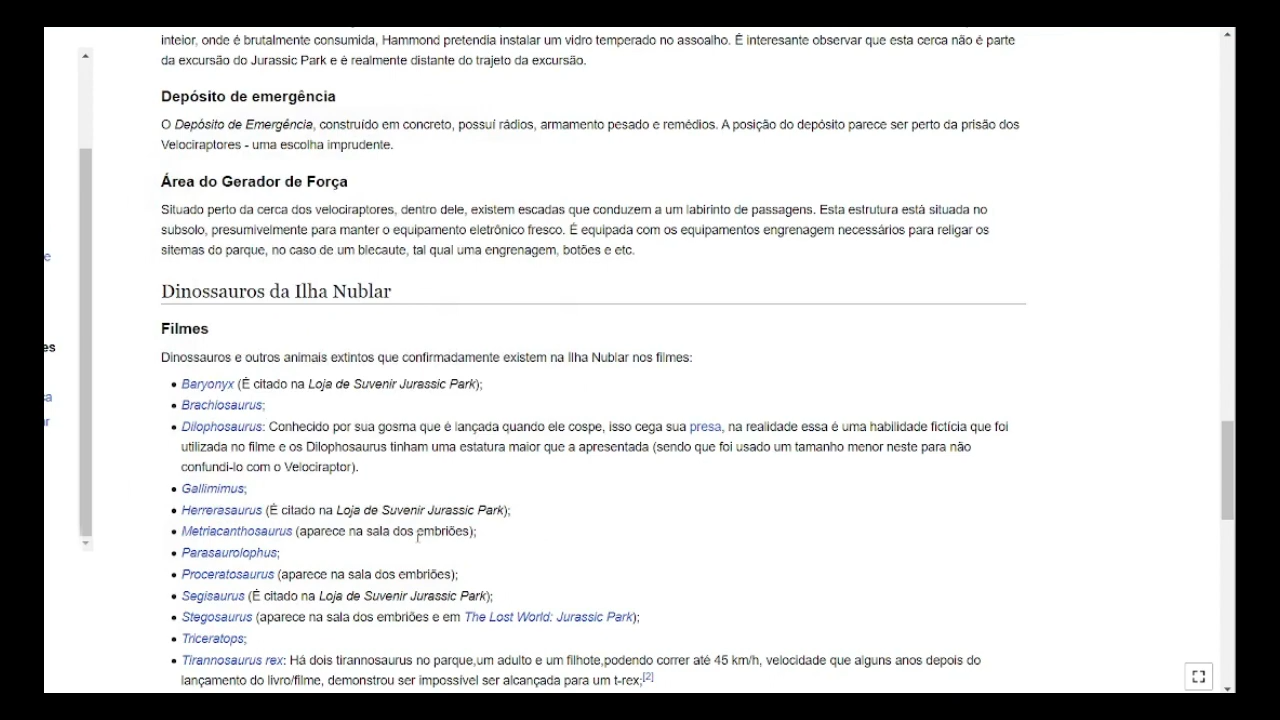 inteior, onde é brutalmente consumida, Hammond pretendia instalar um vidro temperado no assoalho. É interesante observar que esta cerca não é parte
da excursão do Jurassic Park e é realmente distante do trajeto da excursão.
Depósito de emergência
O Depósito de Emergência, construído em concreto, possuí rádios, armamento pesado e remédios. A posição do depósito parece ser perto da prisão dos
Velociraptores - uma escolha imprudente.
Área do Gerador de Força
Situado perto da cerca dos velociraptores, dentro dele, existem escadas que conduzem a um labirinto de passagens. Esta estrutura está situada no
subsolo, presumivelmente para manter o equipamento eletrônico fresco. É equipada com os equipamentos engrenagem necessários para religar os
sitemas do parque, no caso de um blecaute, tal qual uma engrenagem, botões e etc.
Dinossauros da Ilha Nublar
Filmes
es
Dinossauros e outros animais extintos que confirmadamente existem na Ilha Nublar nos filmes:
• Baryonyx (É citado na Loja de Suvenir Jurassic Park);
• Brachiosaurus;
• Dilophosaurus: Conhecido por sua gosma que é lançada quando ele cospe, isso cega sua presa, na realidade essa é uma habilidade fictícia que foi
utilizada no filme e os Dilophosaurus tinham uma estatura maior que a apresentada (sendo que foi usado um tamanho menor neste para não
confundi-lo com o Velociraptor).
• Gallimimus;
• Herrerasaurus (É citado na Loja de Suvenir Jurassic Park);
• Metriacanthosaurus (aparece na sala dos embriões);
• Parasaurolophus;
• Proceratosaurus (aparece na sala dos embriões);
• Segisaurus (É citado na Loja de Suvenir Jurassic Park);
• Stegosaurus (aparece na sala dos embriões e em The Lost World: Jurassic Park);
• Triceratops;
• Tirannosaurus rex: Há dois tirannosaurus no parque,um adulto e um filhote,podendo correr até 45 km/h, velocidade que alguns anos depois do
lançamento do livro/filme, demonstrou ser impossível ser alcançada para um t-rex;[2]